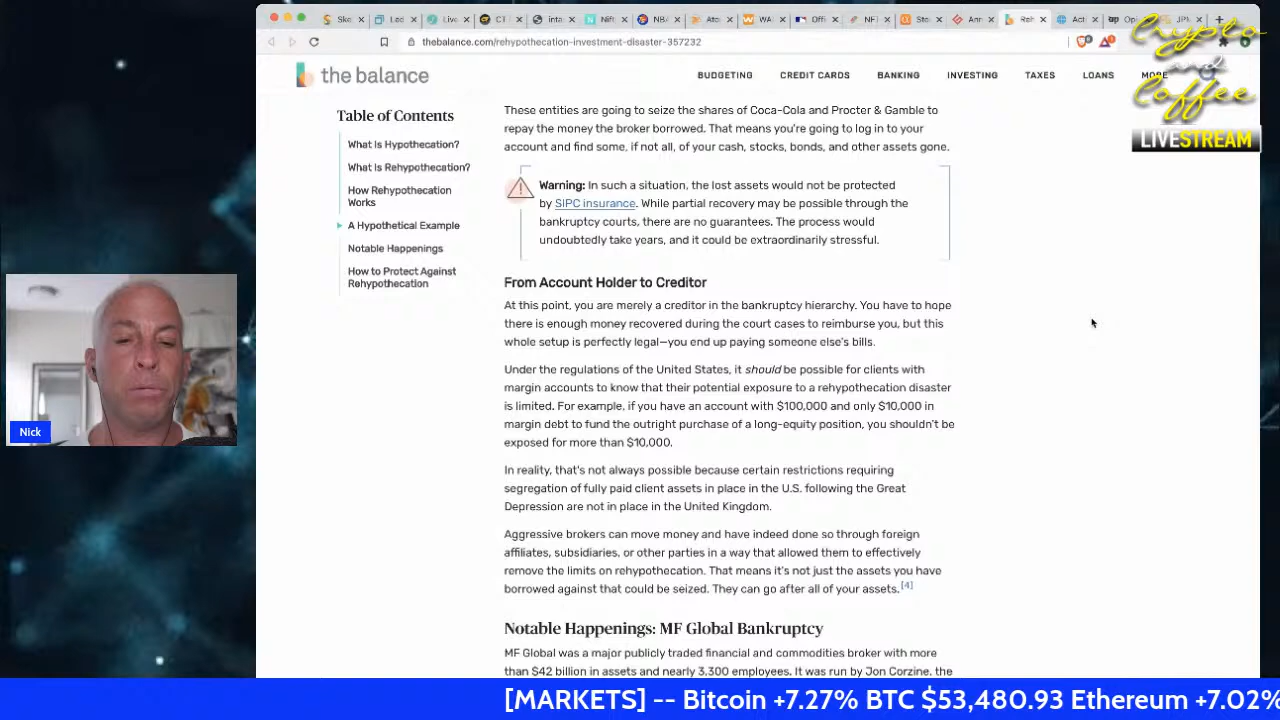 Ske
Led
Live
CT
inta
Nift
NBA
Ato
WA
Offi
NF
Sto
Ann
Reh
Act
Opi
JPM
thebalance.com/rehypothecation-investment-disaster-357232
the balance
BUDGETING CREDIT CARDS BANKING INVESTING TAXES LOANS MORE
Crypto
and
Coffee
LIVESTREAM
Table of Contents
What Is Hypothecation?
What Is Rehypothecation?
How Rehypothecation
Works
A Hypothetical Example
Notable Happenings
How to Protect Against
Rehypothecation
These entities are going to seize the shares of Coca-Cola and Procter & Gamble to
repay the money the broker borrowed. That means you're going to log in to your
account and find some, if not all, of your cash, stocks, bonds, and other assets gone.
Warning: In such a situation, the lost assets would not be protected
by SIPC insurance. While partial recovery may be possible through the
bankruptcy courts, there are no guarantees. The process would
undoubtedly take years, and it could be extraordinarily stressful.
From Account Holder to Creditor
At this point, you are merely a creditor in the bankruptcy hierarchy. You have to hope
there is enough money recovered during the court cases to reimburse you, but this
whole setup is perfectly legal—you end up paying someone else's bills.
Under the regulations of the United States, it should be possible for clients with
margin accounts to know that their potential exposure to a rehypothecation disaster
is limited. For example, if you have an account with $100,000 and only $10,000 in
margin debt to fund the outright purchase of a long-equity position, you shouldn't be
exposed for more than $10,000.
In reality, that's not always possible because certain restrictions requiring
segregation of fully paid client assets in place in the U.S. following the Great
Depression are not in place in the United Kingdom.
Aggressive brokers can move money and have indeed done so through foreign
affiliates, subsidiaries, or other parties in a way that allowed them to effectively
remove the limits on rehypothecation. That means it's not just the assets you have
borrowed against that could be seized. They can go after all of your assets. [4]
Notable Happenings: MF Global Bankruptcy
MF Global was a major publicly traded financial and commodities broker with more
than $42 billion in assets and nearly 3,300 employees. It was run by Jon Corzine, the
Nick
[MARKETS] -- Bitcoin +7.27% BTC $53,480.93 Ethereum +7.02%